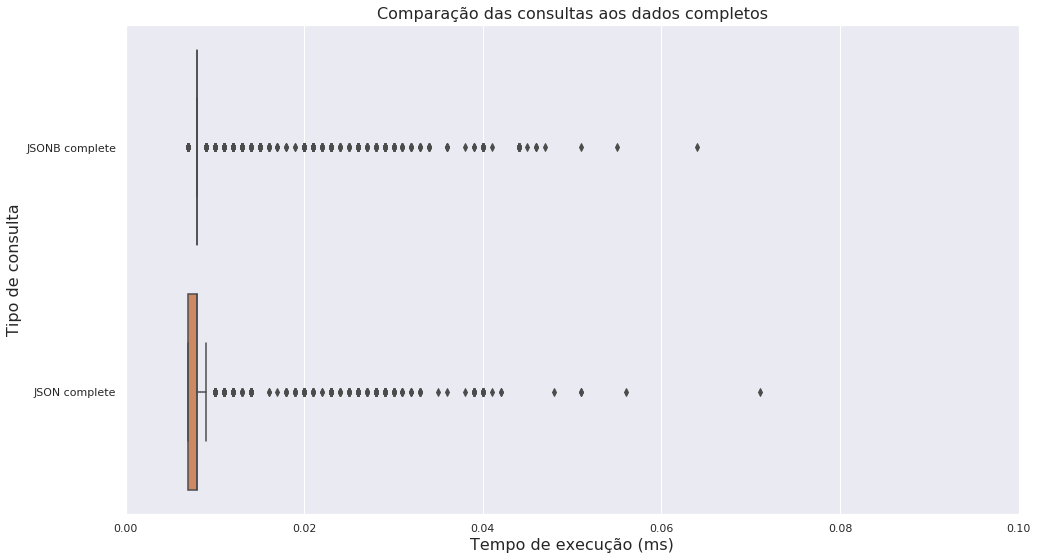 Comparação das consultas aos dados completos
Tipo de consulta
JSONB complete
JSON complete
0.00 0.02 0.04 0.06 0.08 0.10
Tempo de execução (ms)